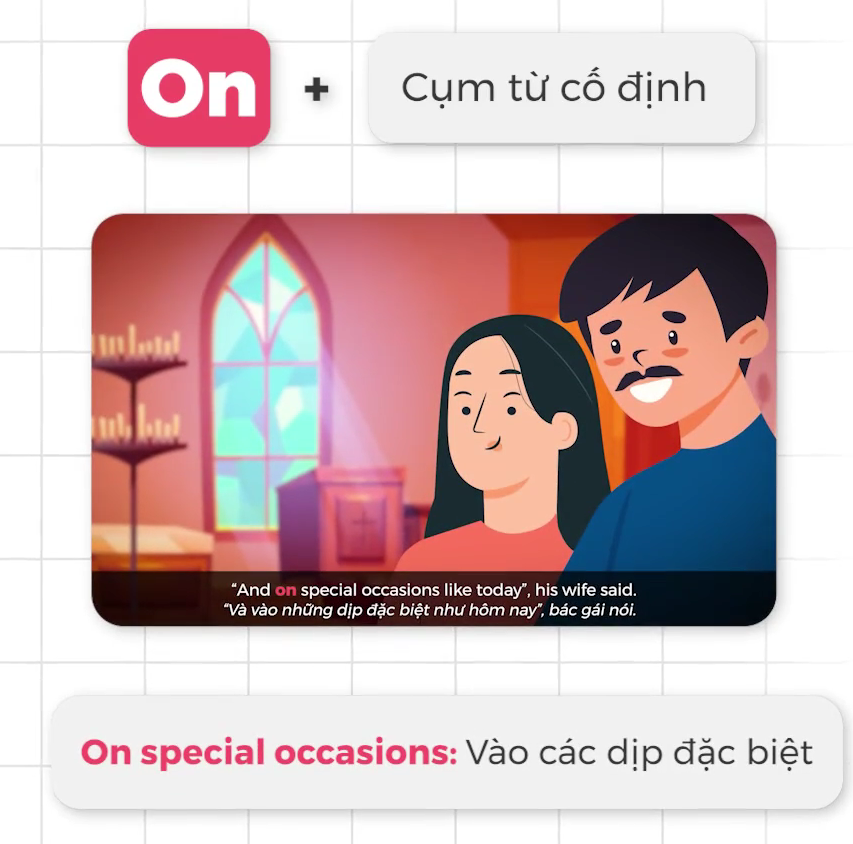 On + Cụm từ cố định
“And on special occasions like today”, his wife said.
“Và vào những dịp đặc biệt như hôm nay”, bác gái nói.
On special occasions: Vào các dịp đặc biệt